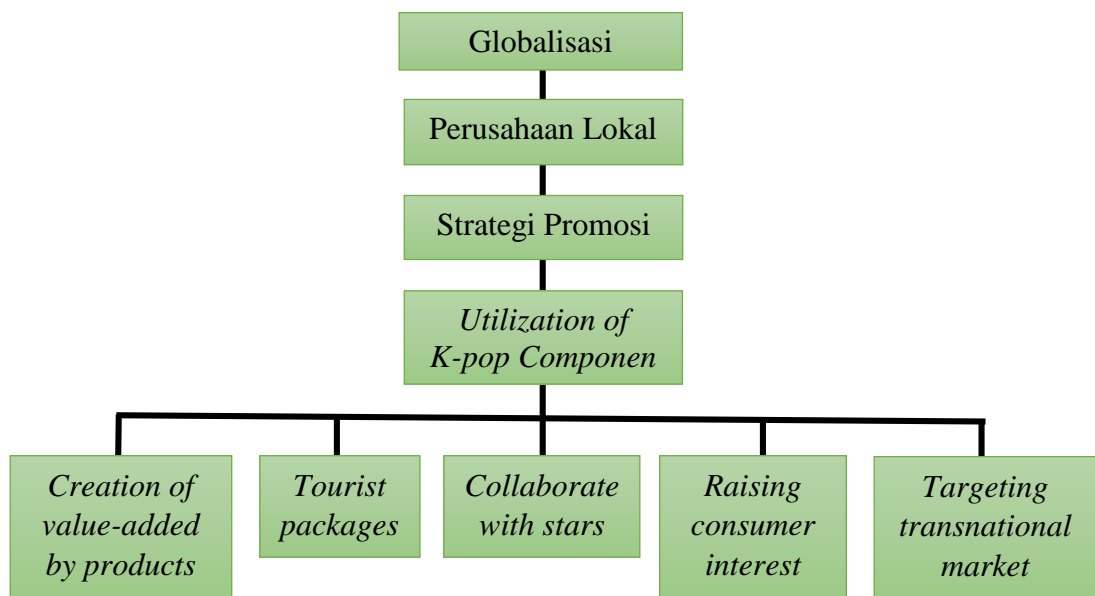 Globalisasi
Perusahaan Lokal
Strategi Promosi
Utilization of
K-pop Componen
Creation of
value-added
by products
Tourist
packages
Collaborate
with stars
Raising
consumer
interest
Targeting
transnational
market